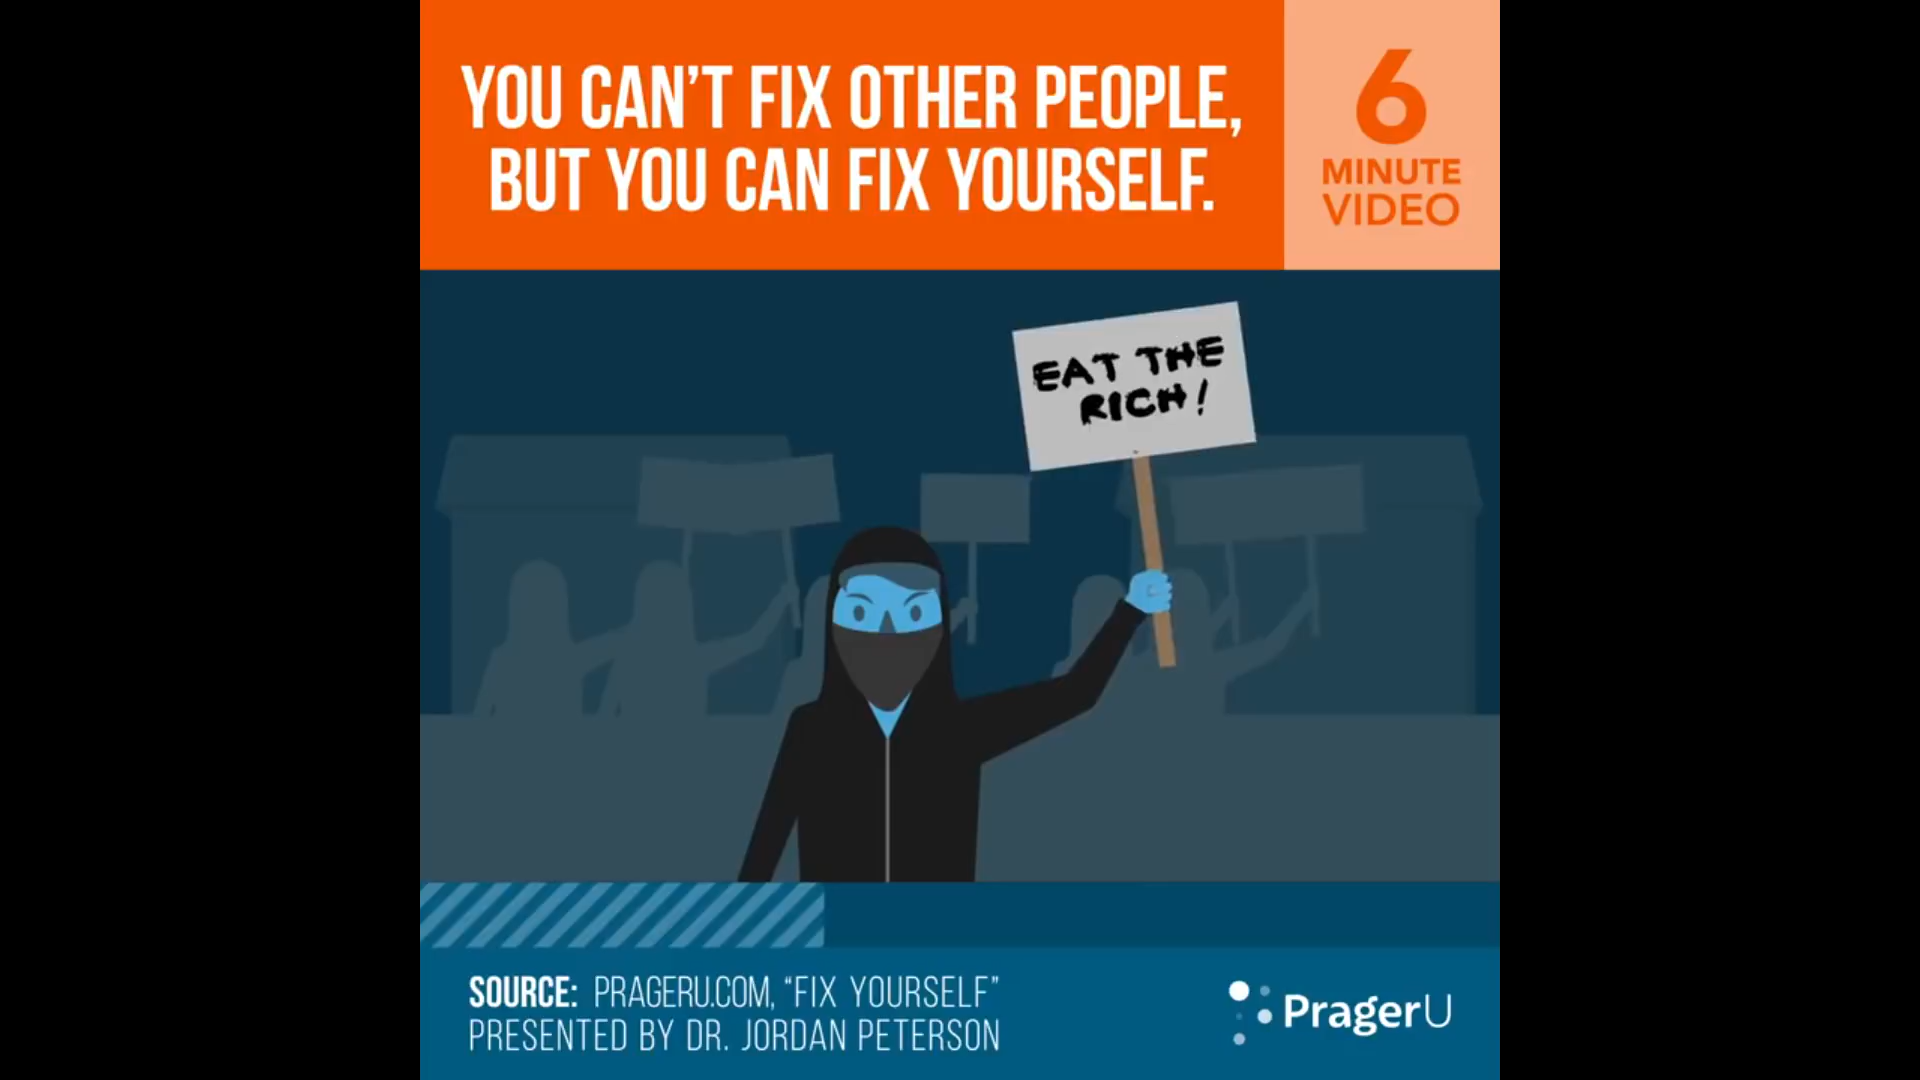 YOU CAN'T FIX OTHER PEOPLE,
BUT YOU CAN FIX YOURSELF.
6
MINUTE
VIDEO
EAT THE
RICH!
SOURCE: PRAGERU.COM, “FIX YOURSELF”
PRESENTED BY DR. JORDAN PETERSON
PragerU